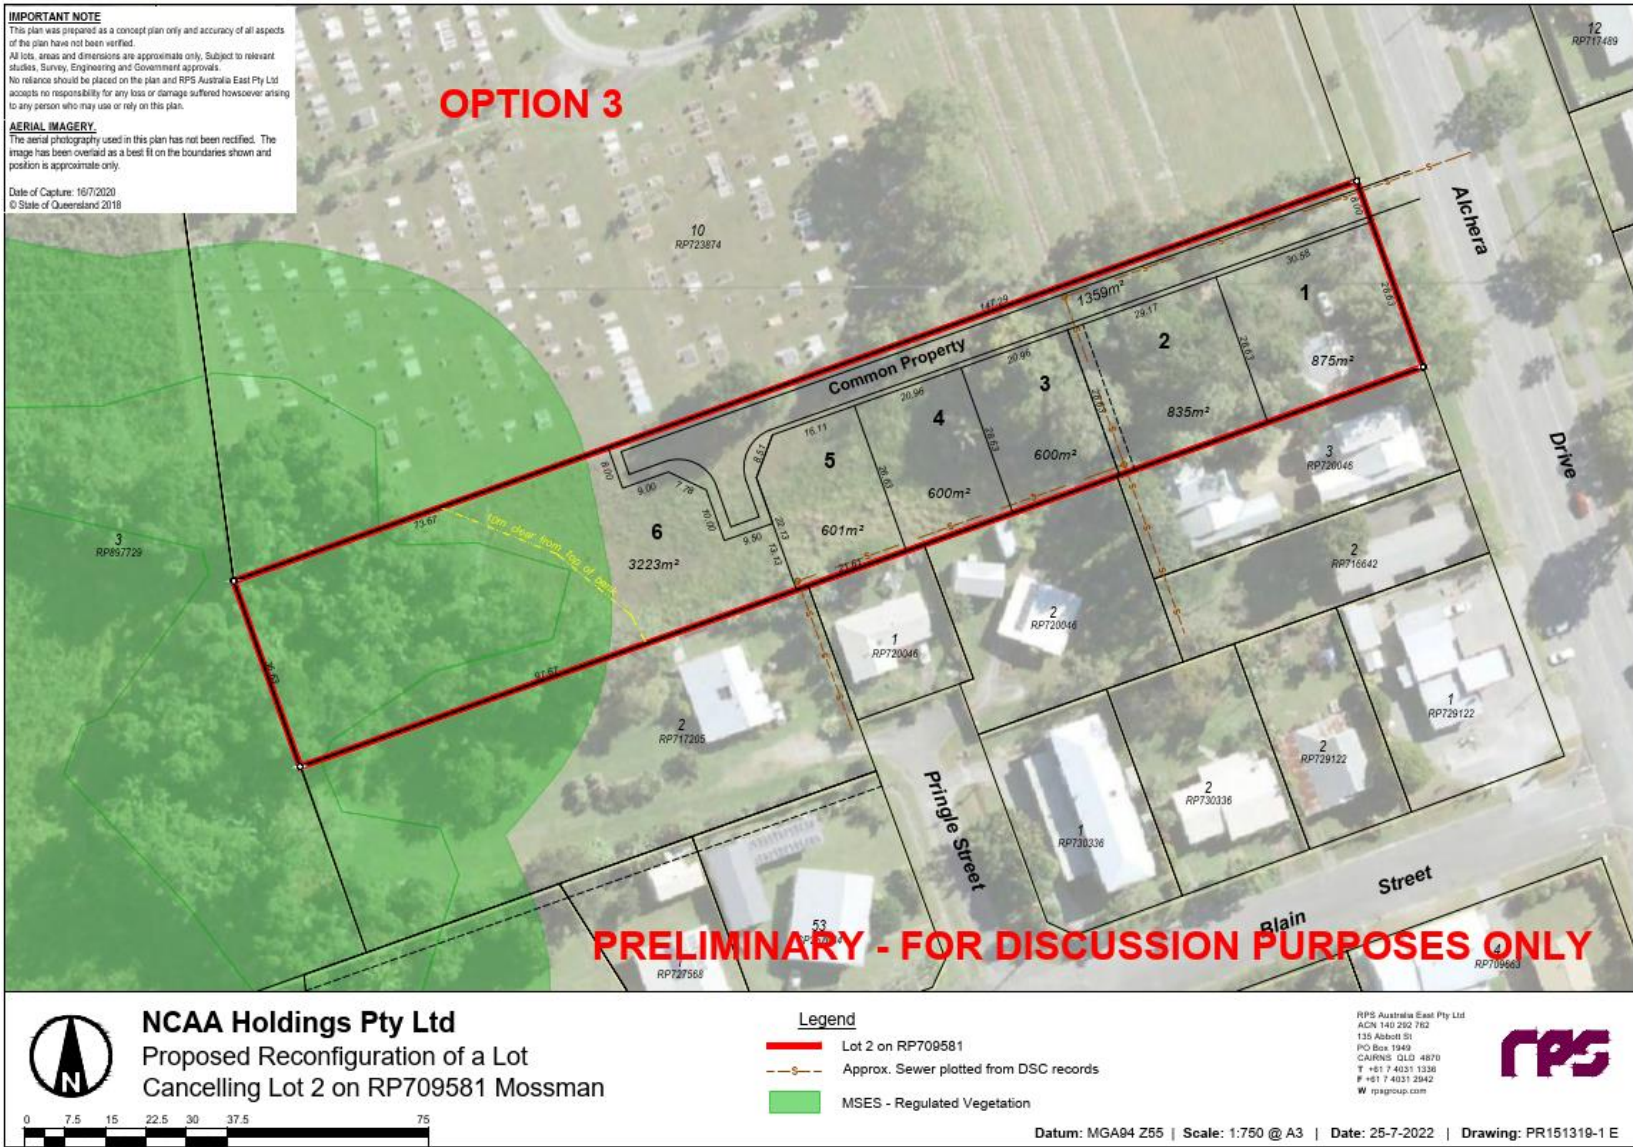 IMPORTANT NOTE
This plan was prepared as a concept plan only and accuracy of all aspects
of the plan have not been verified.
All lots, areas and dimensions are approximate only, Subject to relevant
studies, Survey, Engineering and Government approvals.
No reliance should be placed on the plan and RPS Australia East Pty Ltd
accepts no responsibility for any loss or damage suffered howsoever arising
to any person who may use or rely on this plan.
AERIAL IMAGERY.
The aerial photography used in this plan has not been rectified. The
image has been overlaid as a best fit on the boundaries shown and
position is approximate only.
Date of Capture: 16/7/2020
© State of Queensland 2018
OPTION 3
12
RP717489
Alchera
Drive
10
RP723874
147.29
1359m²
Common Property
6.00
30.58
1
26.63
875m²
29.17
2
28.63
835m²
20.96
3
28.63
600m²
20.96
4
28.63
600m²
16.11
8.51
5
601m²
22.13
13.13
21.61
8.00
9.00
7.78
10.00
9.50
6
3223m²
73.67
10m clear from top of bank
3
RP897729
91.61
3
RP720046
2
RP716642
2
RP720046
1
RP720046
2
RP717205
1
RP729122
2
RP729122
2
RP730336
1
RP730336
Pringle Street
Blain Street
53
RP727568
4
RP709663
PRELIMINARY - FOR DISCUSSION PURPOSES ONLY
NCAA Holdings Pty Ltd
Proposed Reconfiguration of a Lot
Cancelling Lot 2 on RP709581 Mossman
N
0 7.5 15 22.5 30 37.5 75
Legend
Lot 2 on RP709581
S Approx. Sewer plotted from DSC records
MSES - Regulated Vegetation
RPS Australia East Pty Ltd
ACN 140 292 762
135 Abbott St
PO Box 1949
CAIRNS QLD 4870
T +61 7 4031 1336
F +61 7 4031 2942
W rpsgroup.com
rps
Datum: MGA94 Z55 | Scale: 1:750 @ A3 | Date: 25-7-2022 | Drawing: PR151319-1 E